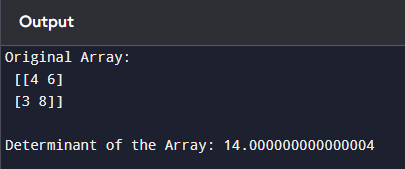 Output
Original Array:
[[4 6]
[3 8]]
Determinant of the Array: 14.000000000000004